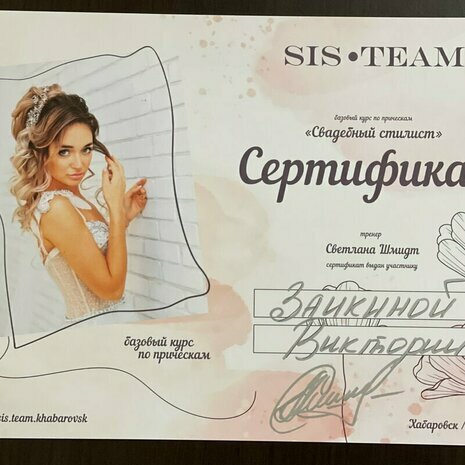 SIS•TEAM
базовый курс по прическам
«Свадебный стилист»
Сертифика
тренер
Светлана Шмидт
сертификат выдан участнику
Заикиной
Виктории
базовый курс
по прическам
sis.team.khabarovsk
Хабаровск /